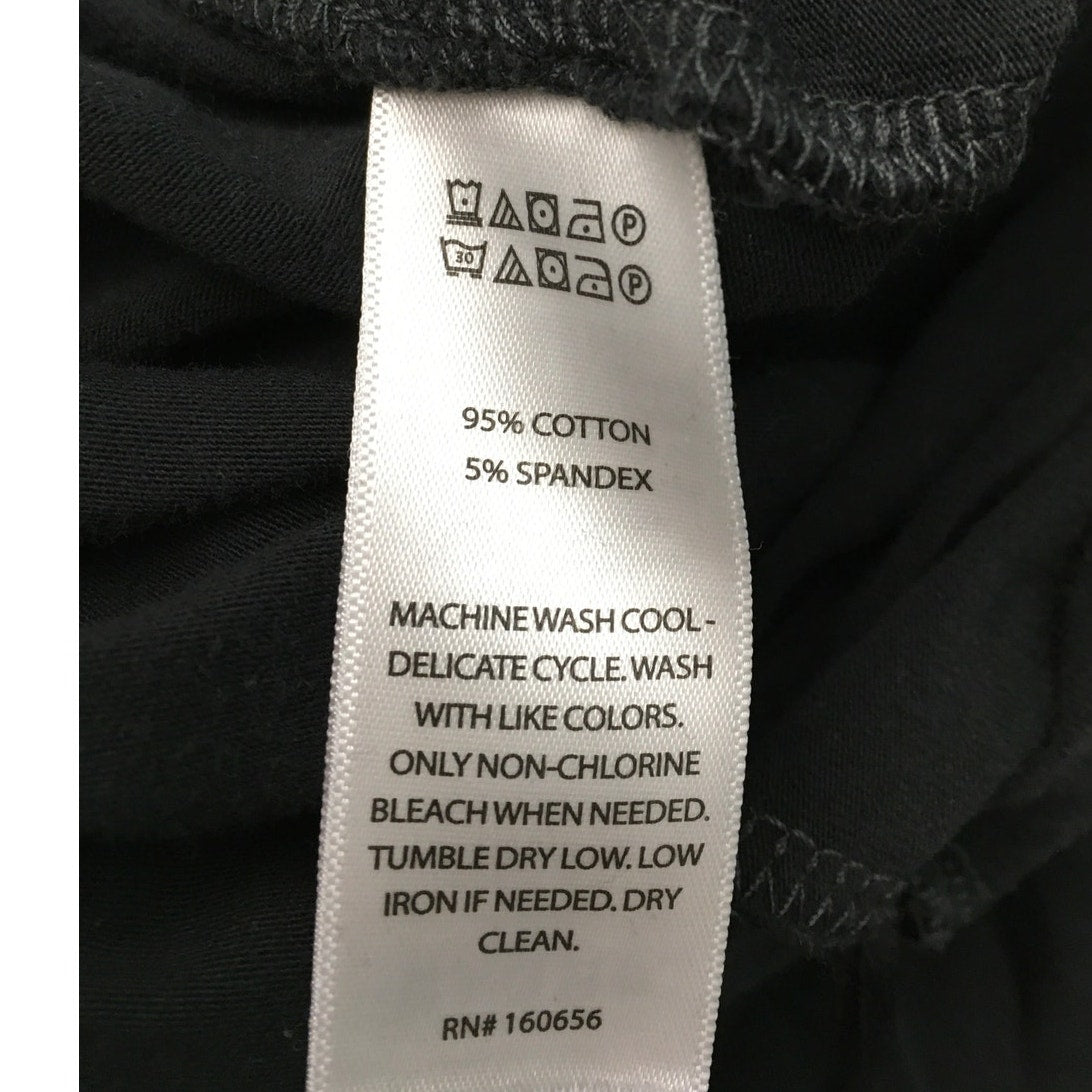 P
30 P
95% COTTON
5% SPANDEX
MACHINE WASH COOL -
DELICATE CYCLE. WASH
WITH LIKE COLORS.
ONLY NON-CHLORINE
BLEACH WHEN NEEDED.
TUMBLE DRY LOW. LOW
IRON IF NEEDED. DRY
CLEAN.
RN# 160656